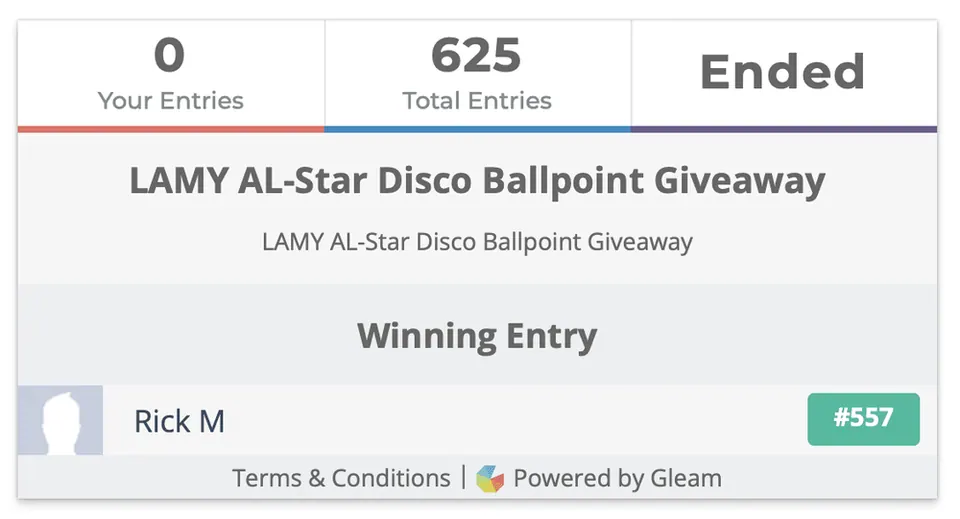 0
Your Entries
625
Total Entries
Ended
LAMY AL-Star Disco Ballpoint Giveaway
LAMY AL-Star Disco Ballpoint Giveaway
Winning Entry
Rick M
#557
Terms & Conditions | Powered by Gleam